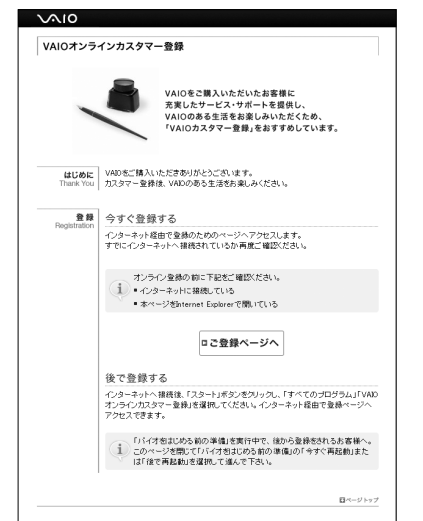 VAIO
VAIOオンラインカスタマー登録
VAIOをご購入いただいたお客様に
充実したサービス・サポートを提供し、
VAIOのある生活をお楽しみいただくため、
「VAIOカスタマー登録」をおすすめしています。
はじめに
Thank You
VAIOをご購入いただきありがとうございます。
カスタマー登録後、VAIOのある生活をお楽しみください。
登録
Registration
今すぐ登録する
インターネット経由で登録のためのページへアクセスします。
すでにインターネットへ接続されているか再度ご確認ください。
オンライン登録の前に下記をご確認ください。
■ インターネットに接続している
■ 本ページをInternet Explorerで開いている
ご登録ページへ
後で登録する
インターネットへ接続後、「スタート」ボタンをクリックし、「すべてのプログラム」「VAIO
オンラインカスタマー登録」を選択してください。インターネット経由で登録ページへ
アクセスできます。
「バイオをはじめる前の準備」を実行中で、後から登録をされるお客様へ。
このページを閉じて「バイオをはじめる前の準備」の「今すぐ再起動」また
は「後で再起動」を選択して進んで下さい。
ページトップ